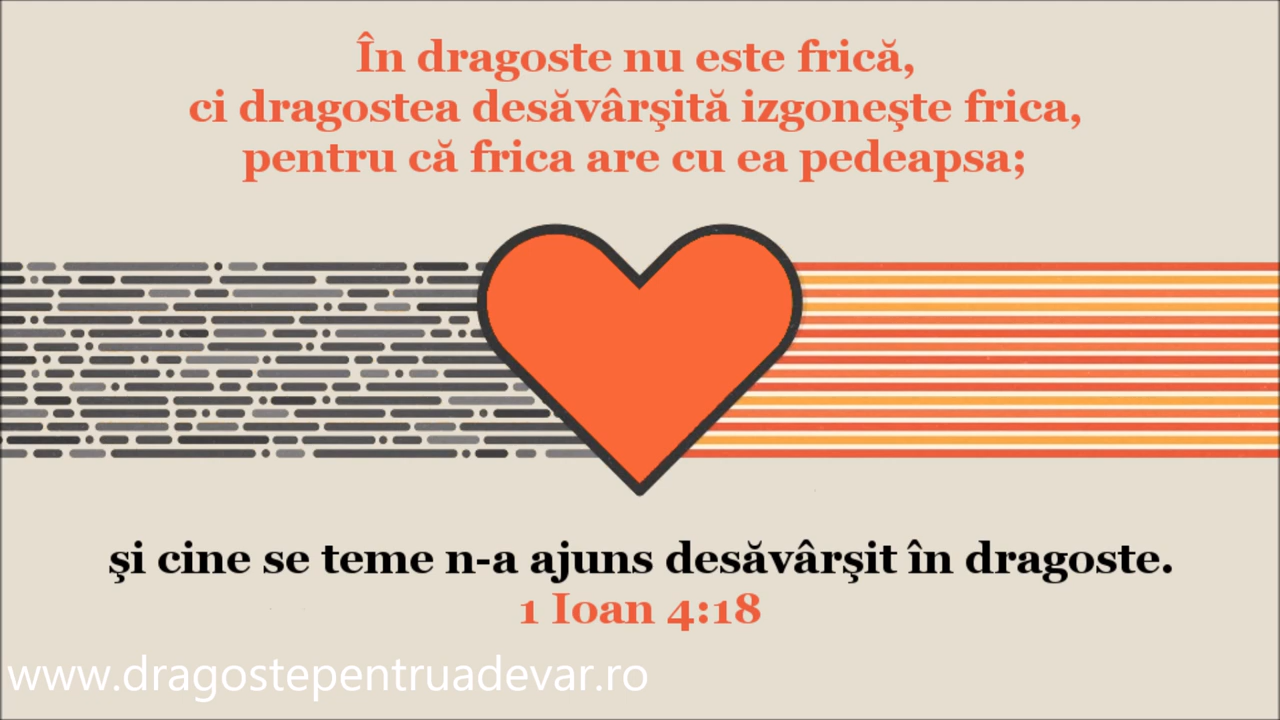 În dragoste nu este frică,
ci dragostea desăvârşită izgoneşte frica,
pentru că frica are cu ea pedeapsa;
şi cine se teme n-a ajuns desăvârşit în dragoste.
1 Ioan 4:18
www.dragostepentruadevar.ro